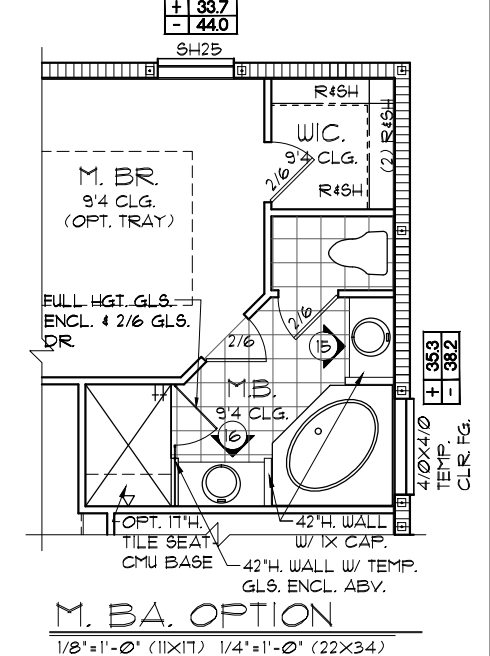 + 33.7
- 44.0
SH25
R&SH
WIC.
9'4 CLG.
(2) R&SH
R&SH
2/6
M. BR.
9'4 CLG.
(OPT. TRAY)
FULL HGT. GLS.
ENCL. & 2/6 GLS.
DR.
2/6
2/6
15
M.B.
9'4 CLG.
16
+ 35.3
- 38.2
4/0X4/0
TEMP.
CLR. FG.
OPT. 17"H.
TILE SEAT
CMU BASE
42"H. WALL
W/ 1X CAP.
42"H. WALL W/ TEMP.
GLS. ENCL. ABV.
M. BA. OPTION
1/8"=1'-0" (11X17) 1/4"=1'-0" (22X34)